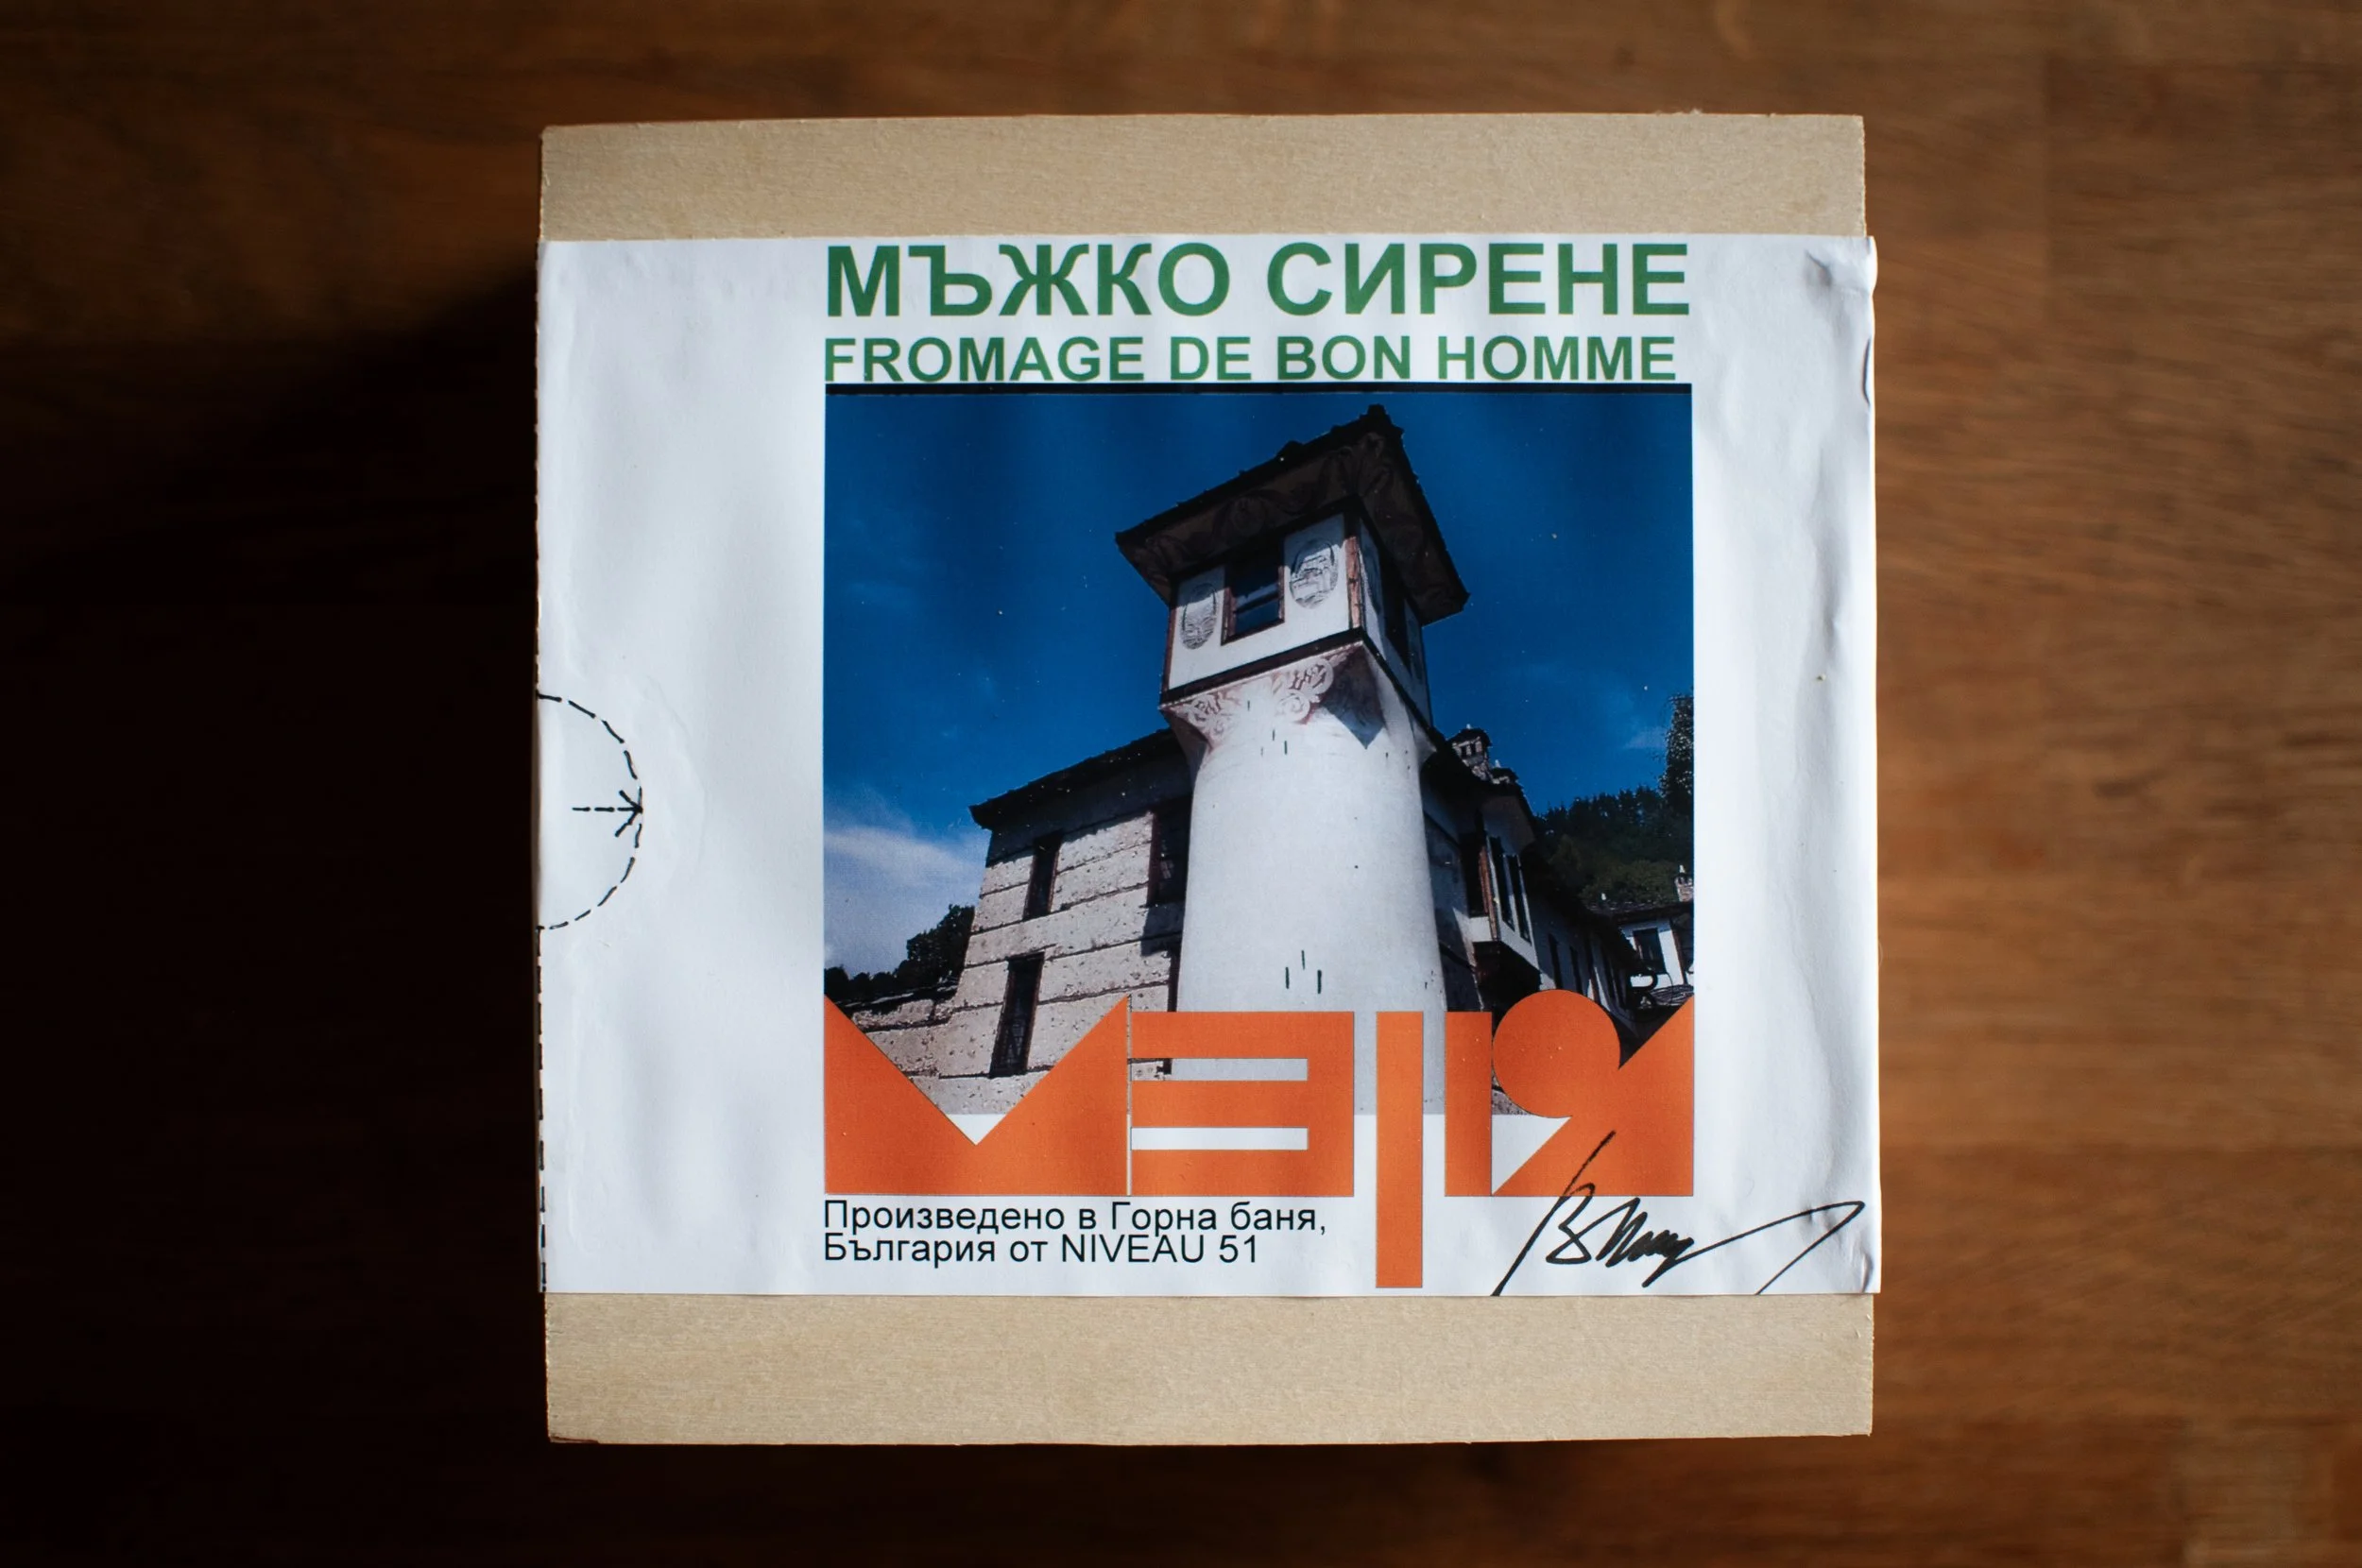 МЪЖКО СИРЕНЕ
FROMAGE DE BON HOMME
Произведено в Горна баня,
България от NIVEAU 51